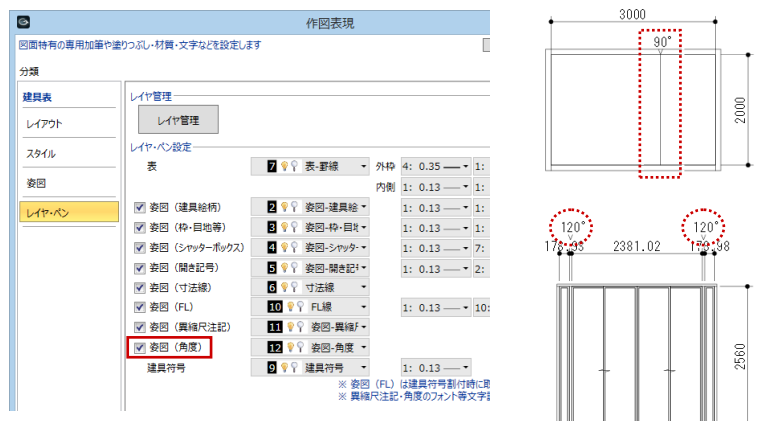 作図表現
図面特有の専用加筆や塗りつぶし・材質・文字などを設定します
分類
建具表
レイアウト
スタイル
姿図
レイヤ・ペン
レイヤ管理
レイヤ管理
レイヤ・ペン設定
表 7 表-罫線 外枠 4: 0.35 1:
内側 1: 0.13 1:
姿図（建具絵柄） 2 姿図-建具絵 1: 0.13 1:
姿図（枠・目地等） 3 姿図-枠・目地 1: 0.13 1:
姿図（シャッターボックス） 4 姿図-シャッター 1: 0.13 7:
姿図（開き記号） 5 姿図-開き記号 1: 0.13 2:
姿図（寸法線） 6 寸法線
姿図（FL） 10 FL線 1: 0.13 10:
姿図（異縮尺注記） 11 姿図-異縮尺
姿図（角度） 12 姿図-角度
建具符号 9 建具符号 1: 0.13
※ 姿図（FL）は建具符号割付時に
※ 異縮尺注記・角度のフォント等文字
3000
90°
2000
120°
120°
2381.02
2560